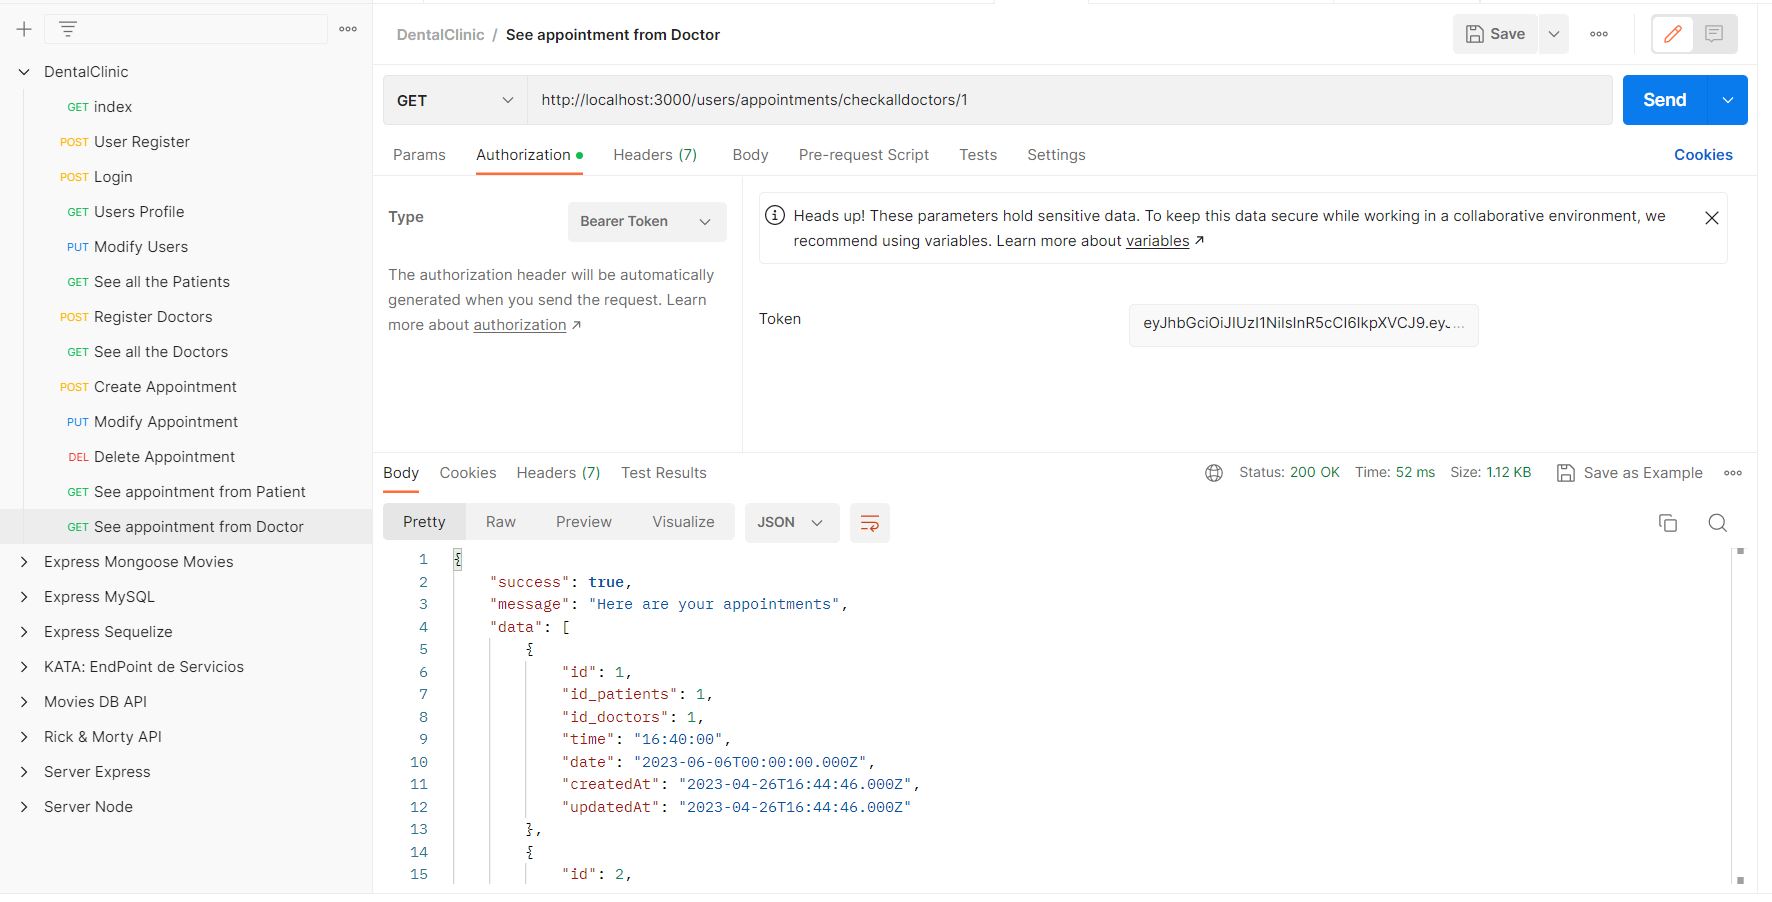 DentalClinic
GET index
POST User Register
POST Login
GET Users Profile
PUT Modify Users
GET See all the Patients
POST Register Doctors
GET See all the Doctors
POST Create Appointment
PUT Modify Appointment
DEL Delete Appointment
GET See appointment from Patient
GET See appointment from Doctor
Express Mongoose Movies
Express MySQL
Express Sequelize
KATA: EndPoint de Servicios
Movies DB API
Rick & Morty API
Server Express
Server Node
DentalClinic / See appointment from Doctor
Save
GET http://localhost:3000/users/appointments/checkalldoctors/1
Send
Params Authorization Headers (7) Body Pre-request Script Tests Settings Cookies
Type Bearer Token
The authorization header will be automatically
generated when you send the request. Learn
more about authorization ↗
Heads up! These parameters hold sensitive data. To keep this data secure while working in a collaborative environment, we
recommend using variables. Learn more about variables ↗
Token eyJhbGciOiJIUzI1NiIsInR5cCI6IkpXVCJ9.eyJ...
Body Cookies Headers (7) Test Results Status: 200 OK Time: 52 ms Size: 1.12 KB Save as Example
Pretty Raw Preview Visualize JSON
1 {
2 "success": true,
3 "message": "Here are your appointments",
4 "data": [
5 {
6 "id": 1,
7 "id_patients": 1,
8 "id_doctors": 1,
9 "time": "16:40:00",
10 "date": "2023-06-06T00:00:00.000Z",
11 "createdAt": "2023-04-26T16:44:46.000Z",
12 "updatedAt": "2023-04-26T16:44:46.000Z"
13 },
14 {
15 "id": 2,